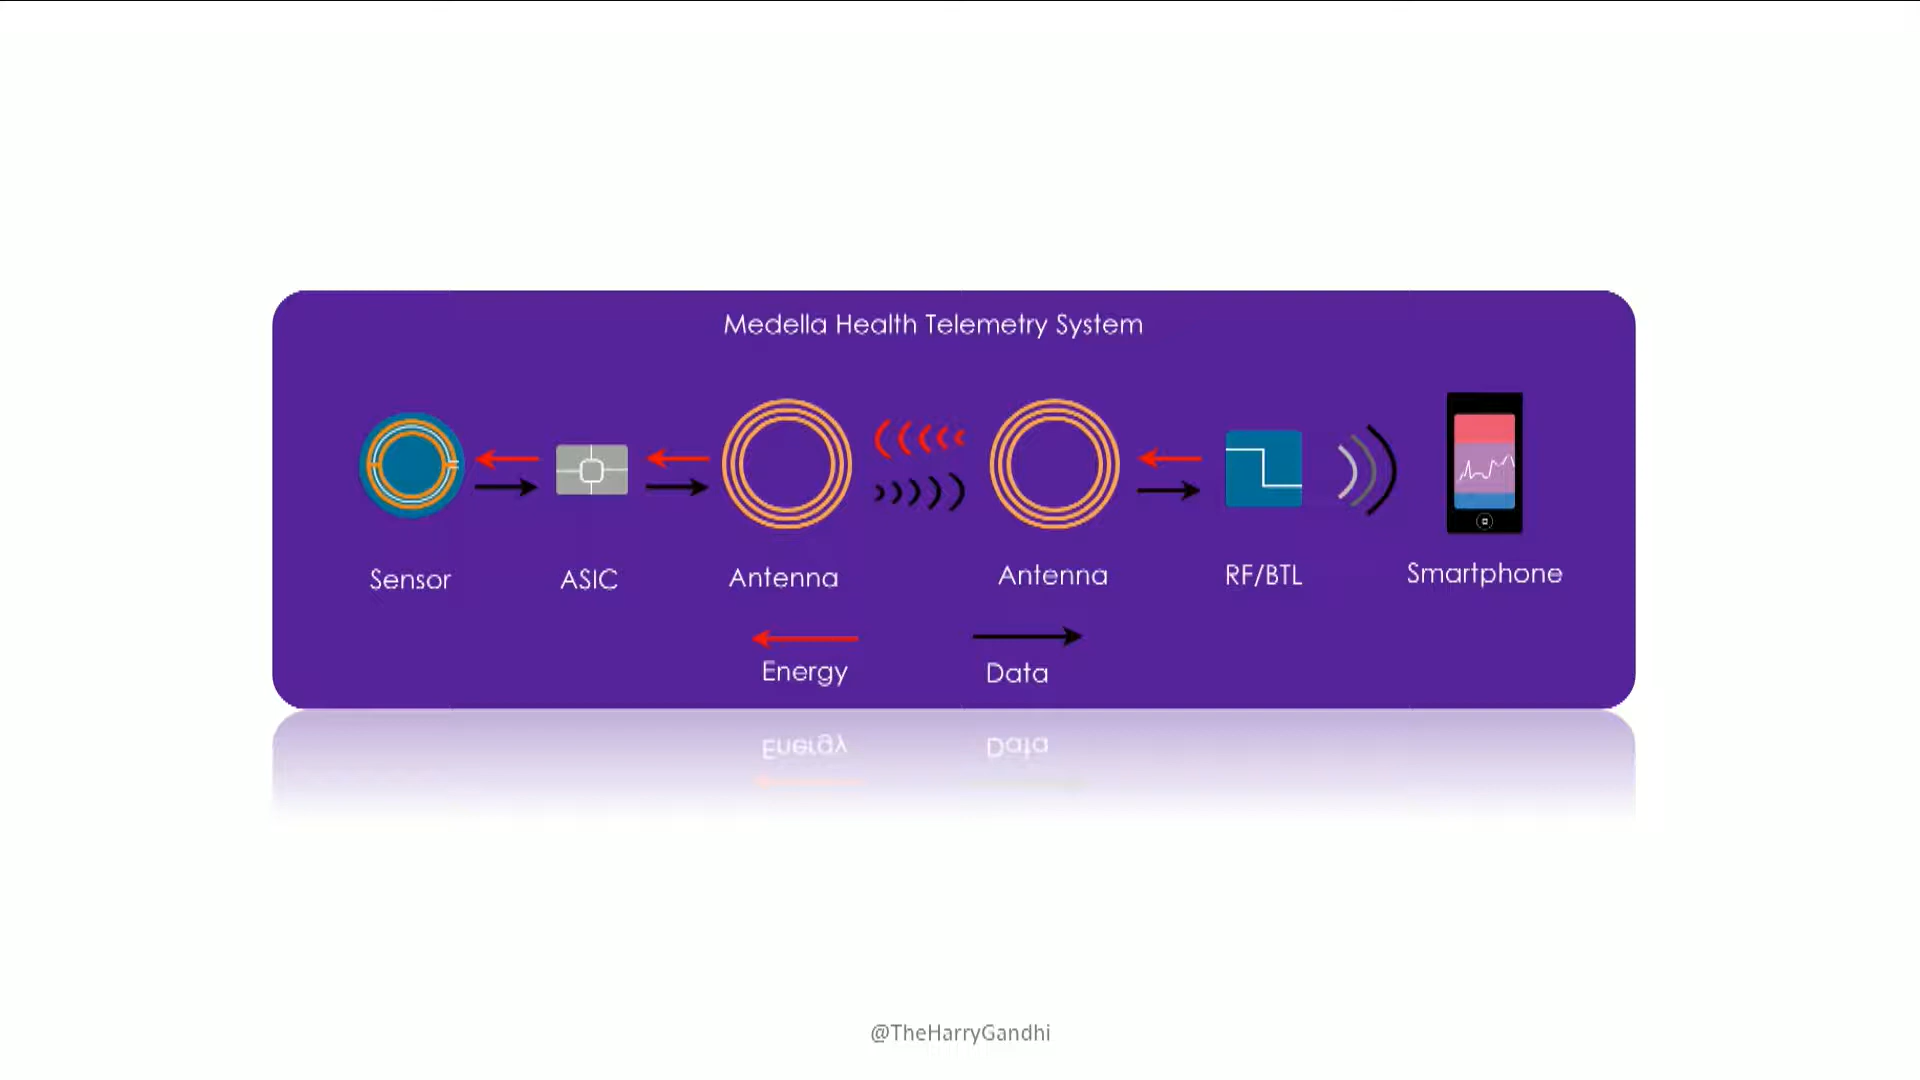 Medella Health Telemetry System
Sensor
ASIC
Antenna
Antenna
RF/BTL
Smartphone
Energy
Data
@TheHarryGandhi